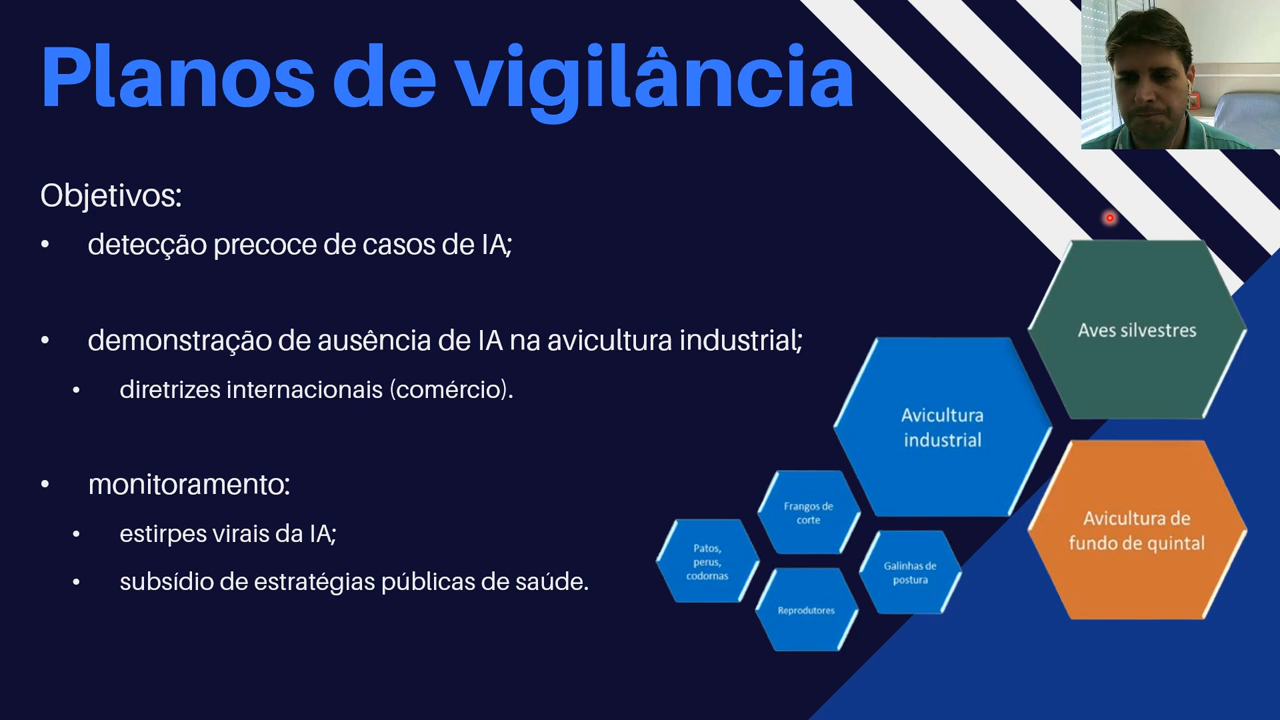 Planos de vigilância
Objetivos:
• detecção precoce de casos de IA;
• demonstração de ausência de IA na avicultura industrial;
• diretrizes internacionais (comércio).
• monitoramento:
• estirpes virais da IA;
• subsídio de estratégias públicas de saúde.
Aves silvestres
Avicultura
industrial
Avicultura de
fundo de quintal
Frangos de
corte
Patos,
perus,
codornas
Galinhas de
postura
Reprodutores